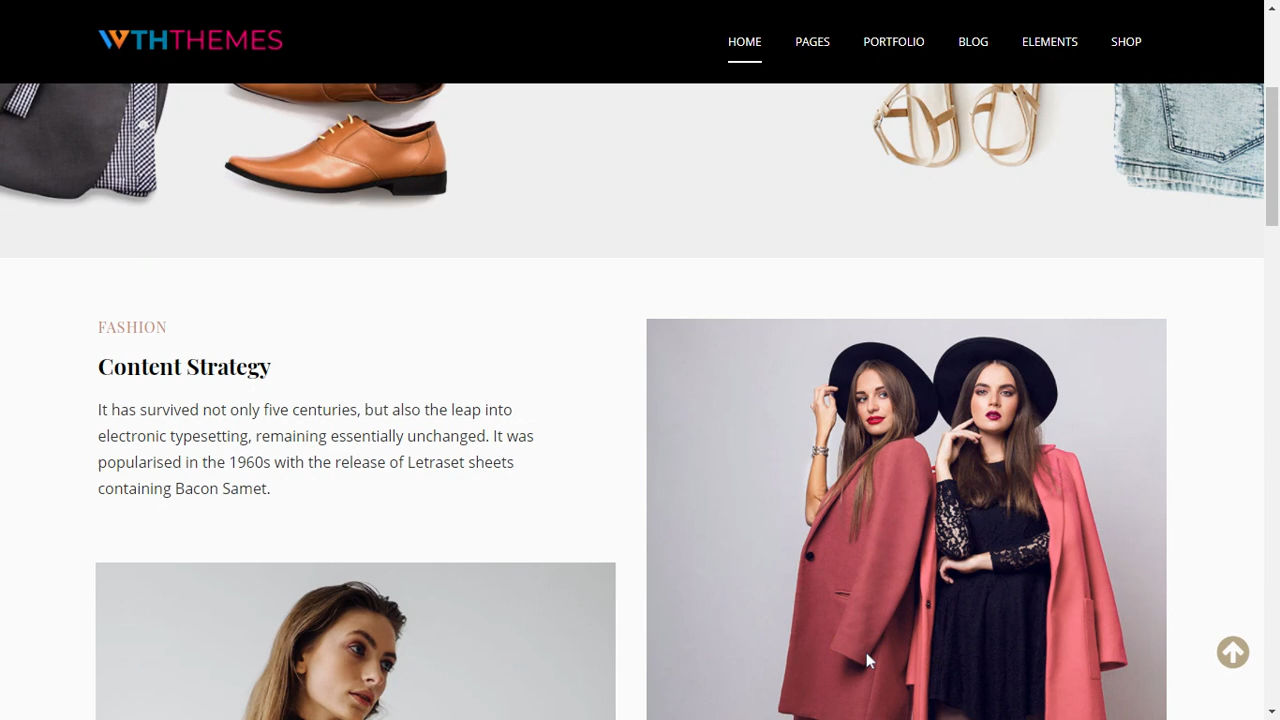 WTHTHEMES
HOME PAGES PORTFOLIO BLOG ELEMENTS SHOP
FASHION
Content Strategy
It has survived not only five centuries, but also the leap into
electronic typesetting, remaining essentially unchanged. It was
popularised in the 1960s with the release of Letraset sheets
containing Bacon Samet.